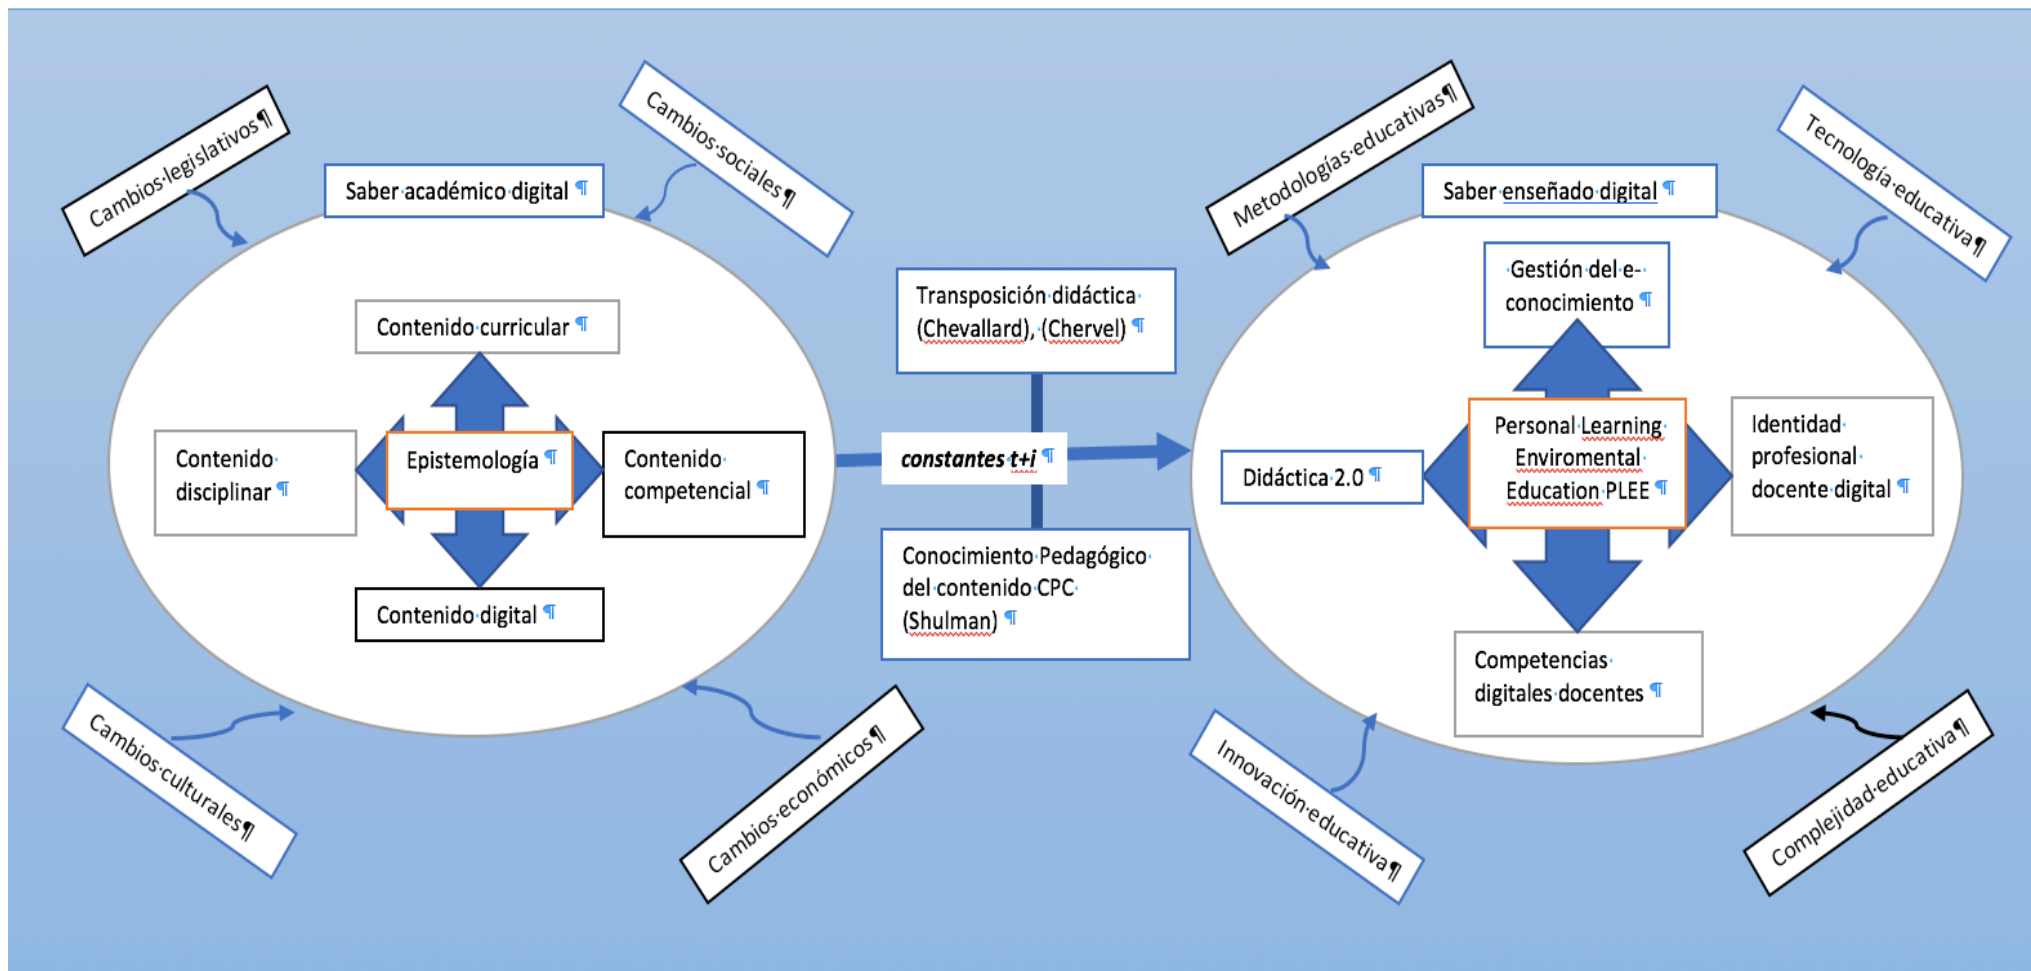 Cambios legislativos¶
Cambios sociales¶
Saber académico digital ¶
Contenido curricular ¶
Contenido
disciplinar ¶
Epistemología ¶
Contenido
competencial ¶
Contenido digital ¶
Cambios culturales¶
Cambios económicos¶
Transposición didáctica
(Chevallard), (Chervel) ¶
constantes t+i ¶
Conocimiento Pedagógico
del contenido CPC
(Shulman) ¶
Metodologías educativas¶
Tecnología educativa¶
Saber enseñado digital ¶
Gestión del e-
conocimiento ¶
Didáctica 2.0 ¶
Personal Learning
Enviromental
Education PLEE ¶
Identidad
profesional
docente digital ¶
Competencias
digitales docentes ¶
Innovación educativa¶
Complejidad educativa¶